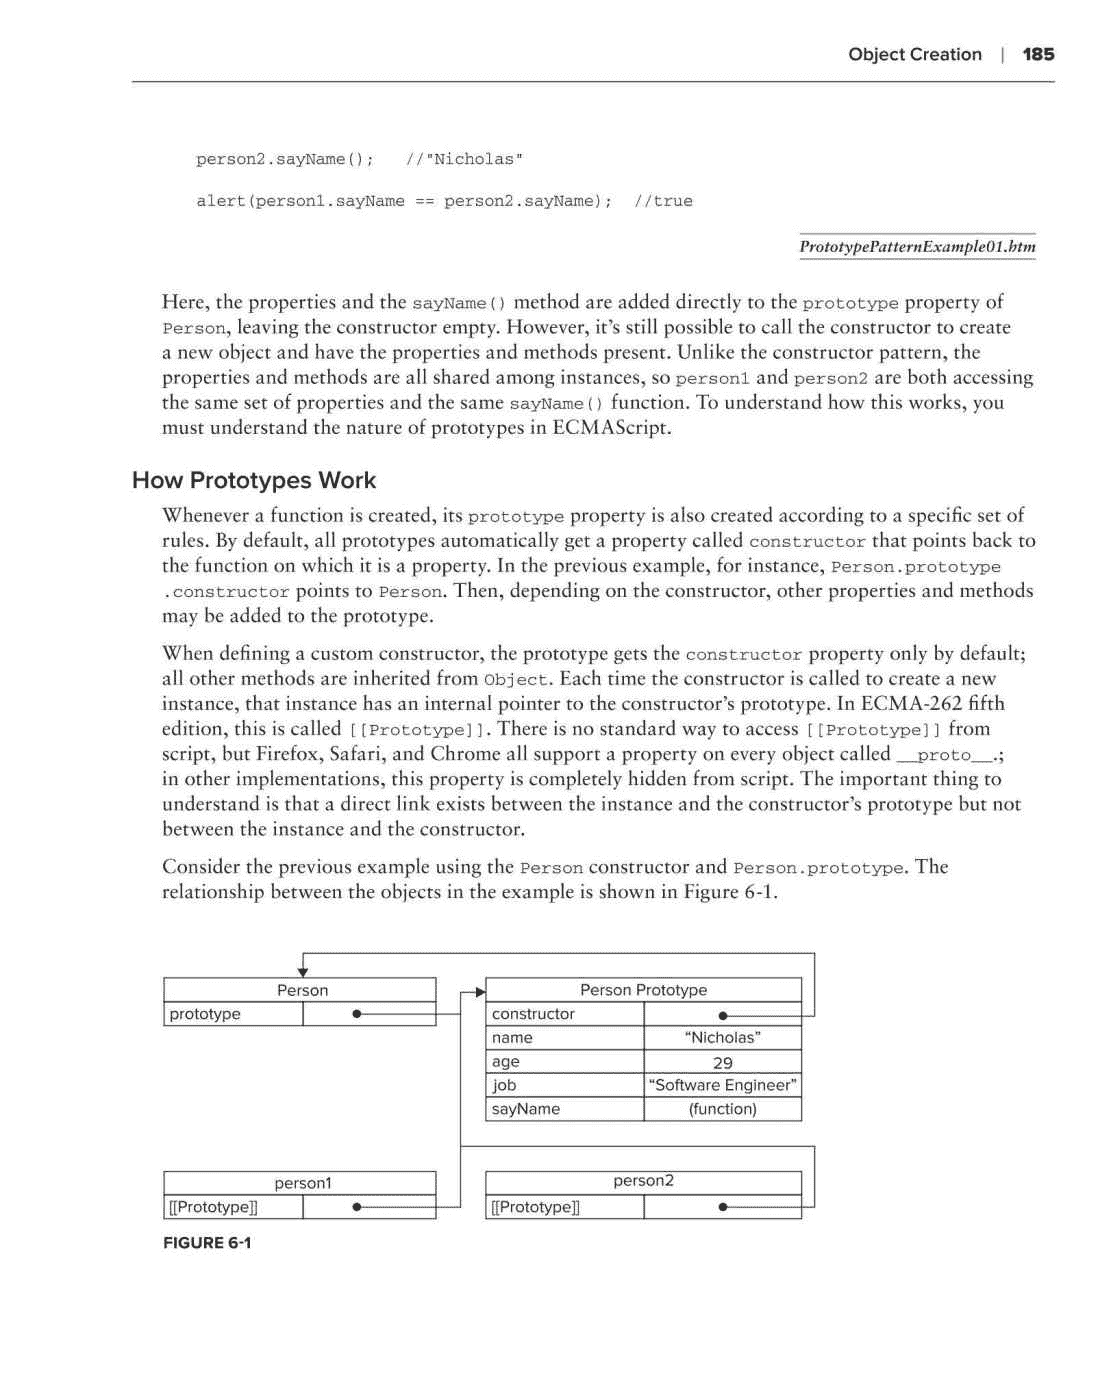 Object Creation | 185
person2.sayName();   //"Nicholas"
alert(person1.sayName == person2.sayName);  //true
PrototypePatternExample01.htm
Here, the properties and the sayName() method are added directly to the prototype property of
Person, leaving the constructor empty. However, it’s still possible to call the constructor to create
a new object and have the properties and methods present. Unlike the constructor pattern, the
properties and methods are all shared among instances, so person1 and person2 are both accessing
the same set of properties and the same sayName() function. To understand how this works, you
must understand the nature of prototypes in ECMAScript.
How Prototypes Work
Whenever a function is created, its prototype property is also created according to a specific set of
rules. By default, all prototypes automatically get a property called constructor that points back to
the function on which it is a property. In the previous example, for instance, Person.prototype
.constructor points to Person. Then, depending on the constructor, other properties and methods
may be added to the prototype.
When defining a custom constructor, the prototype gets the constructor property only by default;
all other methods are inherited from Object. Each time the constructor is called to create a new
instance, that instance has an internal pointer to the constructor’s prototype. In ECMA-262 fifth
edition, this is called [[Prototype]]. There is no standard way to access [[Prototype]] from
script, but Firefox, Safari, and Chrome all support a property on every object called __proto__.;
in other implementations, this property is completely hidden from script. The important thing to
understand is that a direct link exists between the instance and the constructor’s prototype but not
between the instance and the constructor.
Consider the previous example using the Person constructor and Person.prototype. The
relationship between the objects in the example is shown in Figure 6-1.
Person
prototype
Person Prototype
constructor
name “Nicholas”
age 29
job “Software Engineer”
sayName (function)
person1
[[Prototype]]
person2
[[Prototype]]
FIGURE 6-1